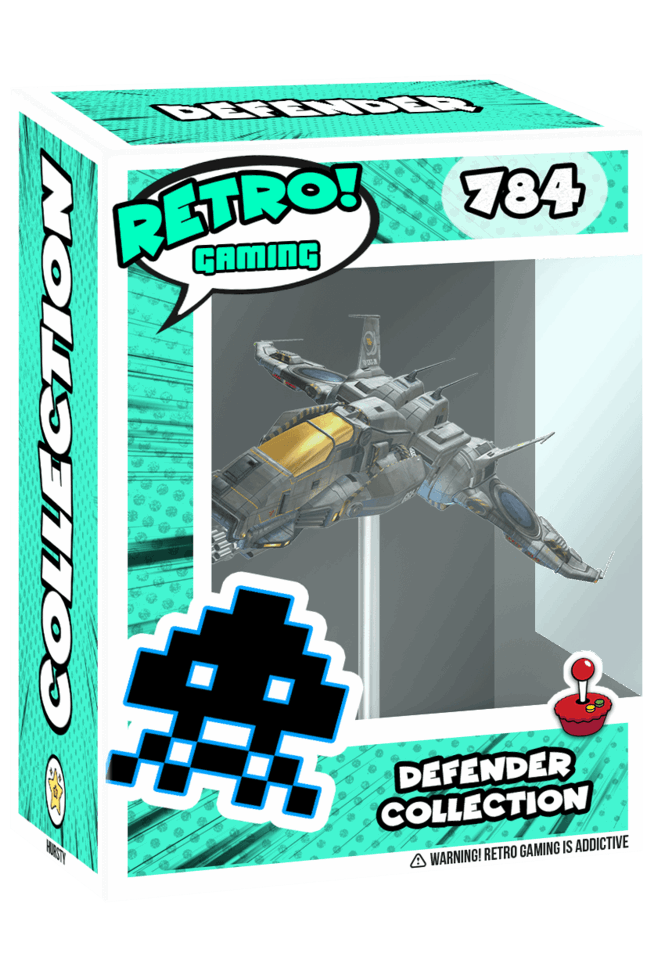 DEFENDER
RETRO!
GAMING
784
COLLECTION
DEFENDER
COLLECTION
WARNING! RETRO GAMING IS ADDICTIVE
HURSTY